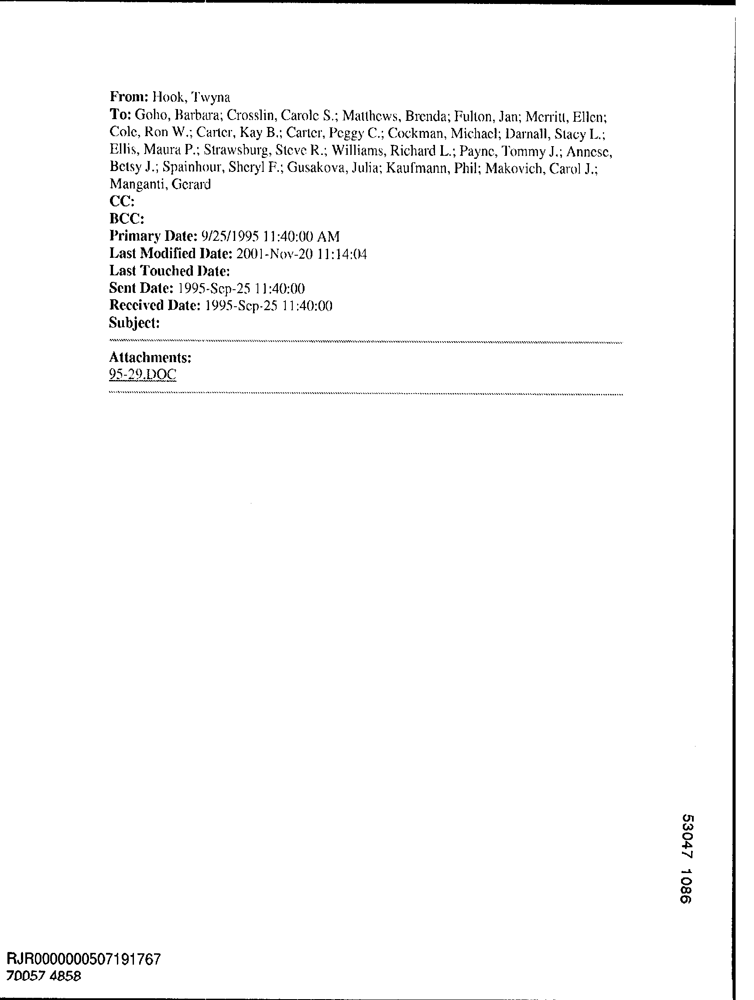 From: Hook, Twyna
To: Goho, Barbara; Crosslin, Carole S.; Matthews, Brenda; Fulton, Jan; Merritt, Ellen;
Cole, Ron W.; Carter, Kay B.; Carter, Peggy C.; Cockman, Michael; Darnall, Stacy L.;
Ellis, Maura P.; Strawsburg, Steve R.; Williams, Richard L.; Payne, Tommy J.; Annese,
Betsy J.; Spainhour, Sheryl F.; Gusakova, Julia; Kaufmann, Phil; Makovich, Carol J.;
Manganti, Gerard
CC:
BCC:
Primary Date: 9/25/1995 11:40:00 AM
Last Modified Date: 2001-Nov-20 11:14:04
Last Touched Date:
Sent Date: 1995-Sep-25 11:40:00
Received Date: 1995-Sep-25 11:40:00
Subject:
Attachments:
95-29.DOC
53047 1086
RJR0000000507191767
70057 4858